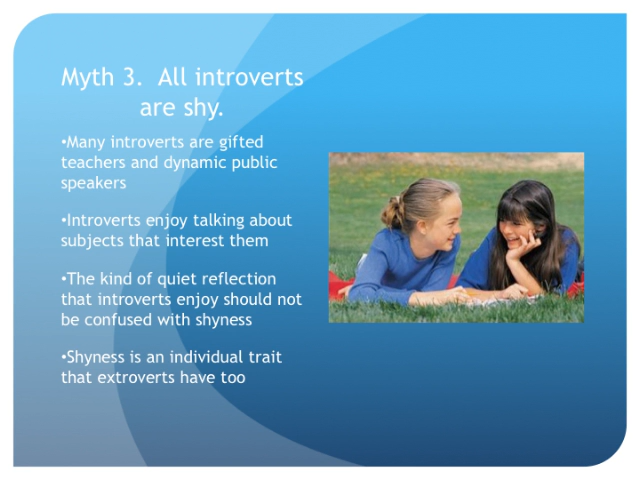 Myth 3.  All introverts
are shy.
•Many introverts are gifted
teachers and dynamic public
speakers
•Introverts enjoy talking about
subjects that interest them
•The kind of quiet reflection
that introverts enjoy should not
be confused with shyness
•Shyness is an individual trait
that extroverts have too